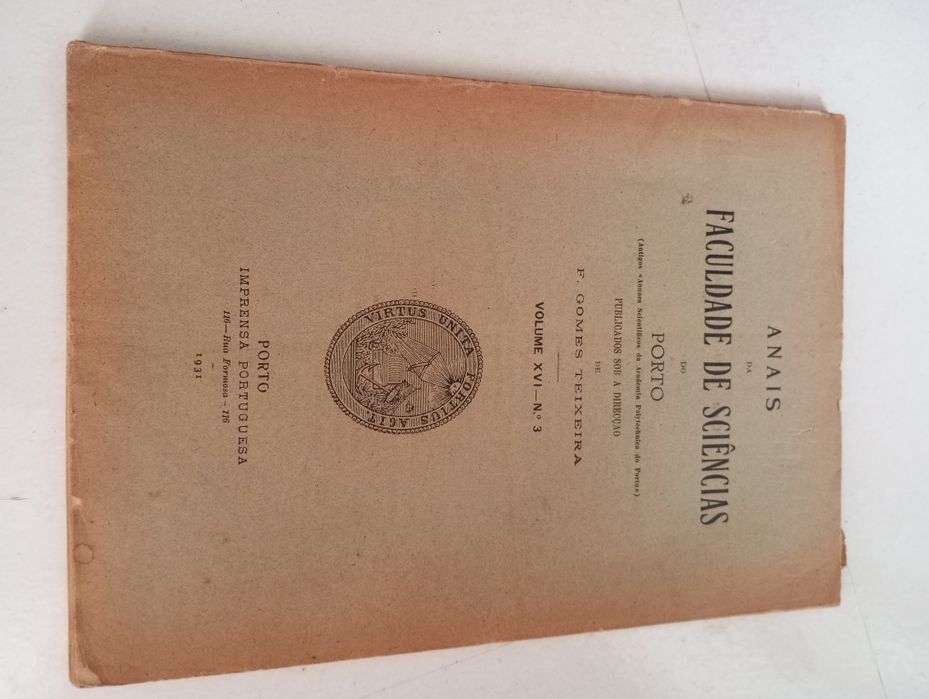 ANAIS
DA
FACULDADE DE SCIÊNCIAS
DO
PORTO
(Antigos «Annaes Scientificos da Academia Polytechnica do Porto»)
PUBLICADOS SOB A DIRECÇÃO
DE
F. GOMES TEIXEIRA
VOLUME XVI—N.º 3
VIRTUS UNITA FORTIUS AGIT.
PORTO
IMPRENSA PORTUGUESA
116—Rua Formosa—116
1931